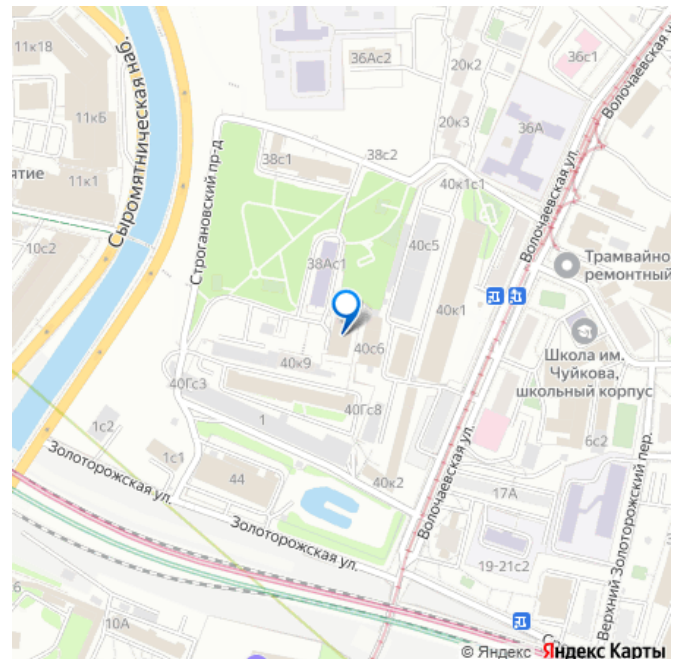 11к18
36Ас2
20к2
36с1
Волочаевская у
Сыромятническая наб.
11кБ
20к3
36А
Строгановский пр-д
38с1
38с2
ятие
11к1
40к1с1
Волочаевская ул.
10с2
40с5
38Ас1
Трамвайно
ремонтный
40к1
40с6
40к9
Школа им.
Чуйкова,
школьный корпус
40Гс3
40Гс8
1
1с2
6с2
1с1
44
40к2
Волочаевская ул.
Золоторожская ул.
17А
Золоторожская ул.
19-21с2
Верхний Золоторожский пер.
6
10А
С
© Яндекс Яндекс Карты